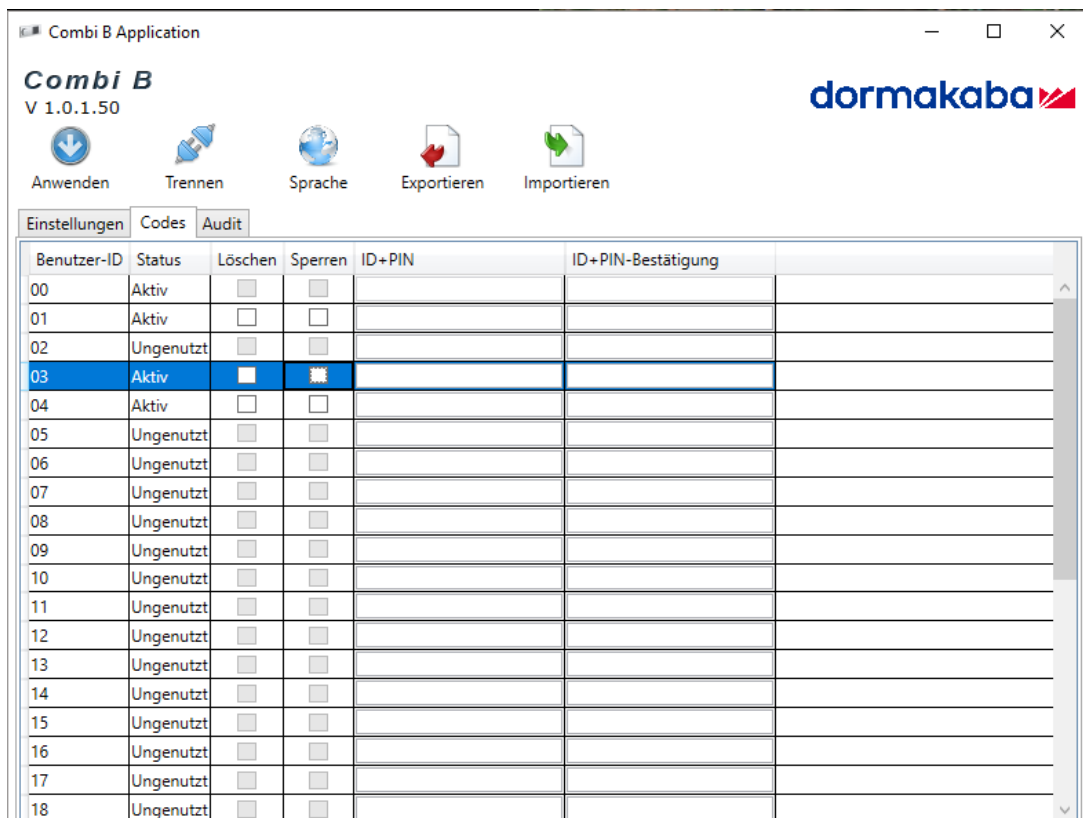 Combi B Application
Combi B
V 1.0.1.50
dormakaba
Anwenden Trennen Sprache Exportieren Importieren
Einstellungen Codes Audit
Benutzer-ID Status Löschen Sperren ID+PIN ID+PIN-Bestätigung
00 Aktiv
01 Aktiv
02 Ungenutzt
03 Aktiv
04 Aktiv
05 Ungenutzt
06 Ungenutzt
07 Ungenutzt
08 Ungenutzt
09 Ungenutzt
10 Ungenutzt
11 Ungenutzt
12 Ungenutzt
13 Ungenutzt
14 Ungenutzt
15 Ungenutzt
16 Ungenutzt
17 Ungenutzt
18 Ungenutzt